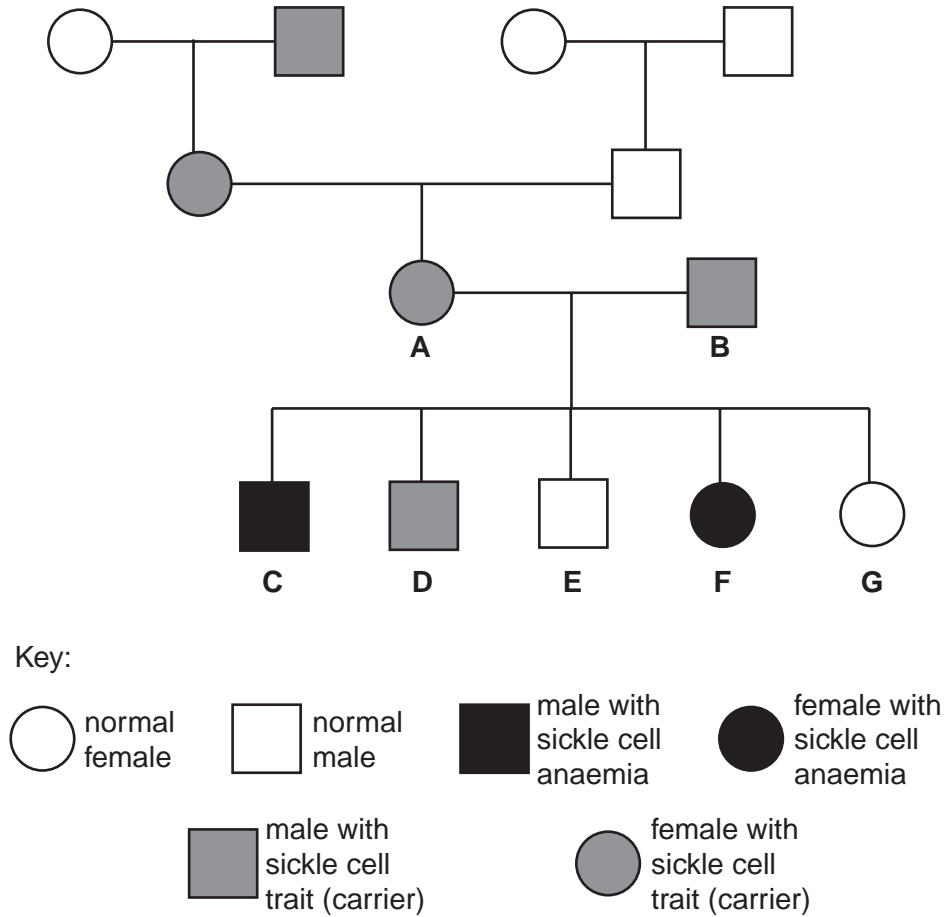 A
B
C
D
E
F
G
Key:
normal
female
normal
male
male with
sickle cell
anaemia
female with
sickle cell
anaemia
male with
sickle cell
trait (carrier)
female with
sickle cell
trait (carrier)